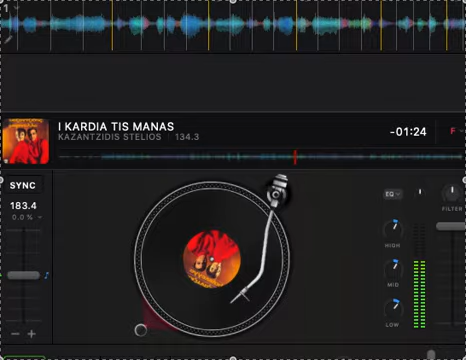 1
I KARDIA TIS MANAS
KAZANTZIDIS STELIOS 134.3
-01:24
F
SYNC
183.4
0.0 %
EQ
FILTER
HIGH
MID
LOW